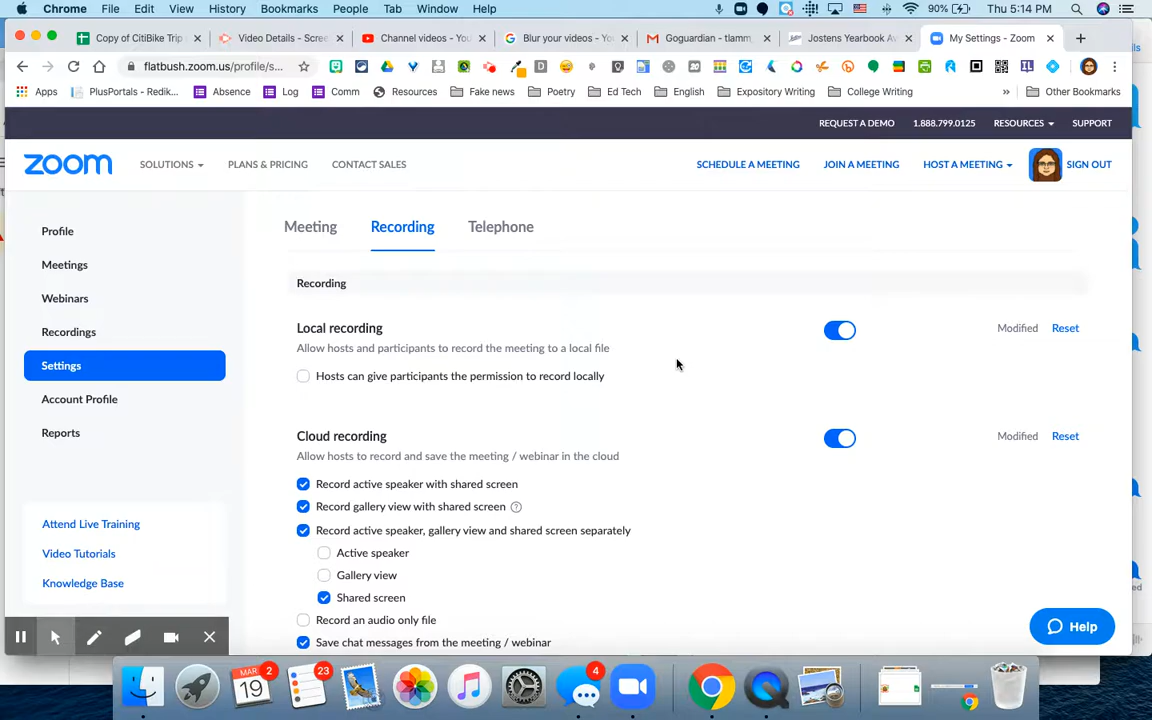 Chrome File Edit View History Bookmarks People Tab Window Help 90% Thu 5:14 PM
Copy of CitiBike Trip Video Details - Scree Channel videos - You Blur your videos - Yo Goguardian - tlamm Jostens Yearbook Av My Settings - Zoom
flatbush.zoom.us/profile/s...
Apps PlusPortals - Redik... Absence Log Comm Resources Fake news Poetry Ed Tech English Expository Writing College Writing » Other Bookmarks
REQUEST A DEMO 1.888.799.0125 RESOURCES SUPPORT
zoom SOLUTIONS PLANS & PRICING CONTACT SALES SCHEDULE A MEETING JOIN A MEETING HOST A MEETING SIGN OUT
Profile
Meetings
Webinars
Recordings
Settings
Account Profile
Reports
Attend Live Training
Video Tutorials
Knowledge Base
Meeting Recording Telephone
Recording
Local recording Modified Reset
Allow hosts and participants to record the meeting to a local file
Hosts can give participants the permission to record locally
Cloud recording Modified Reset
Allow hosts to record and save the meeting / webinar in the cloud
Record active speaker with shared screen
Record gallery view with shared screen ?
Record active speaker, gallery view and shared screen separately
Active speaker
Gallery view
Shared screen
Record an audio only file
Save chat messages from the meeting / webinar
Help
MAR 19 2 23 4